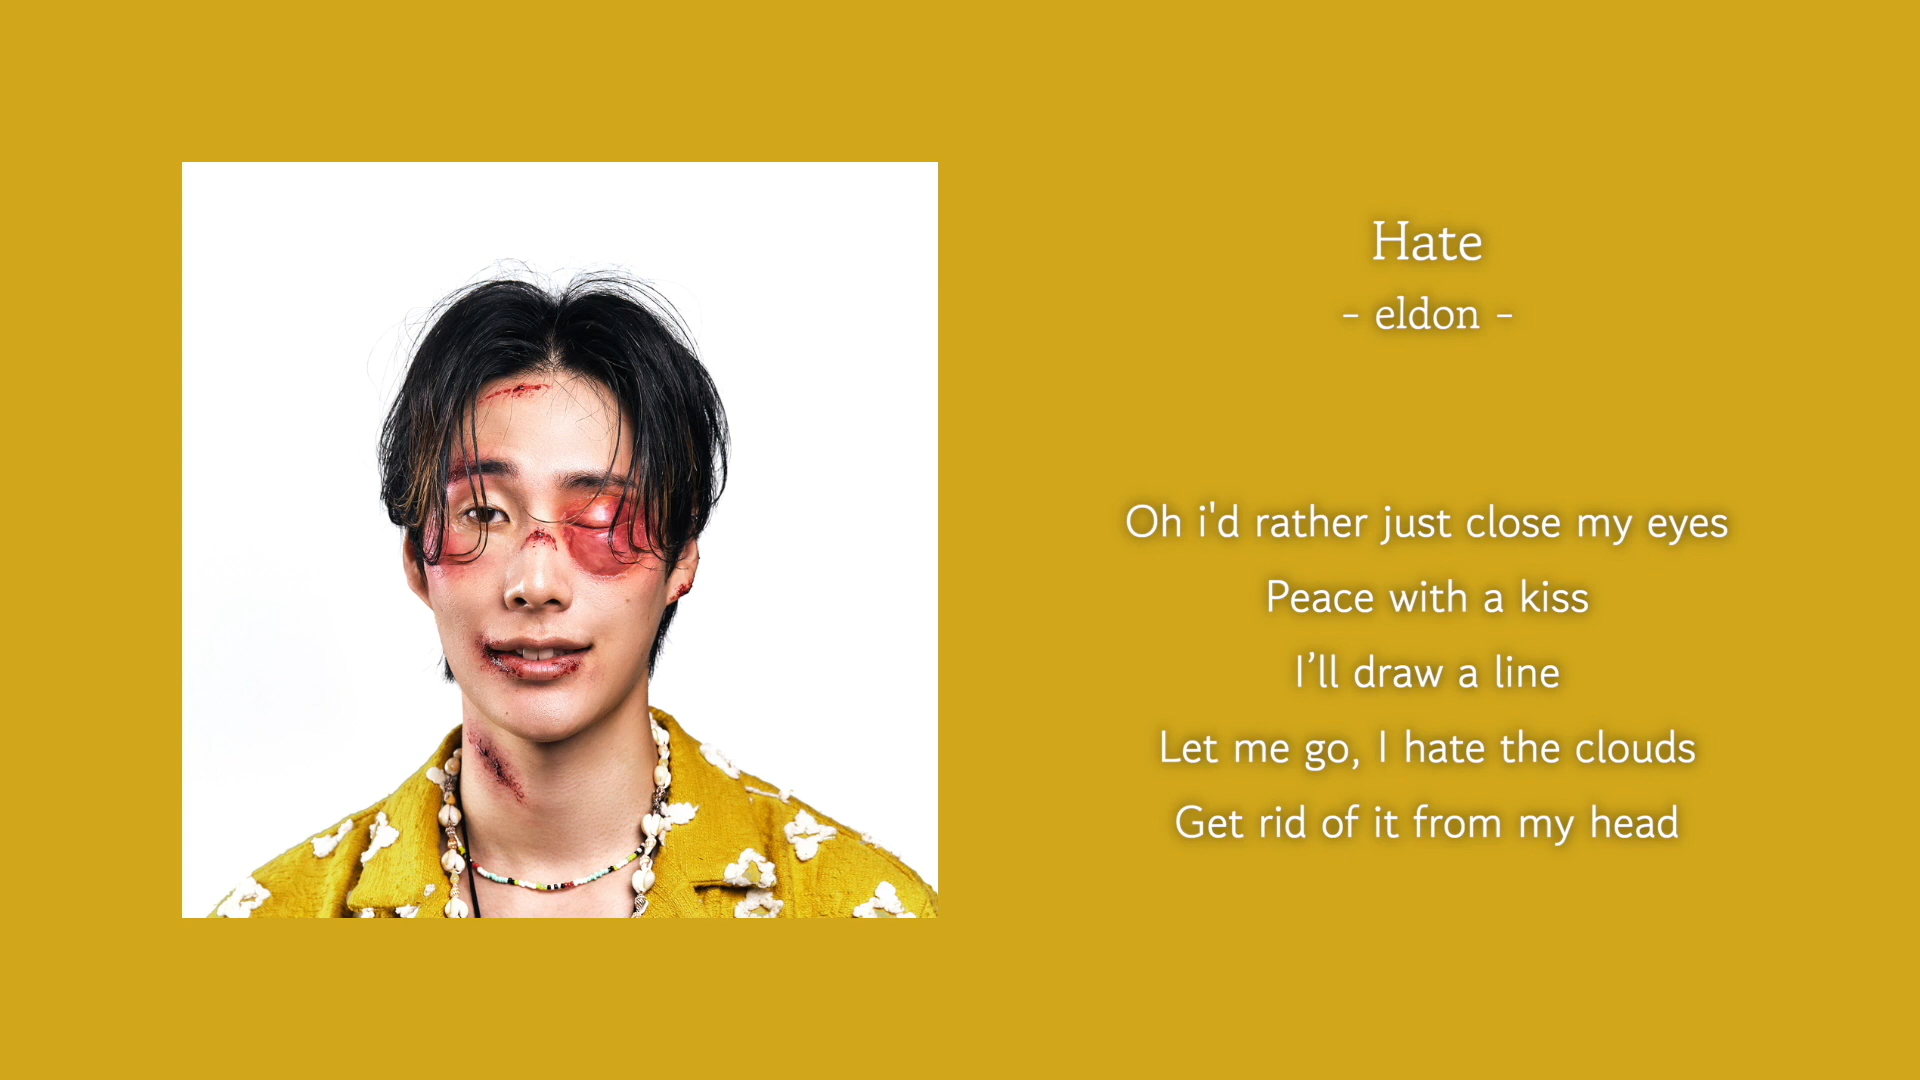 Hate
- eldon -
Oh i'd rather just close my eyes
Peace with a kiss
I’ll draw a line
Let me go, I hate the clouds
Get rid of it from my head